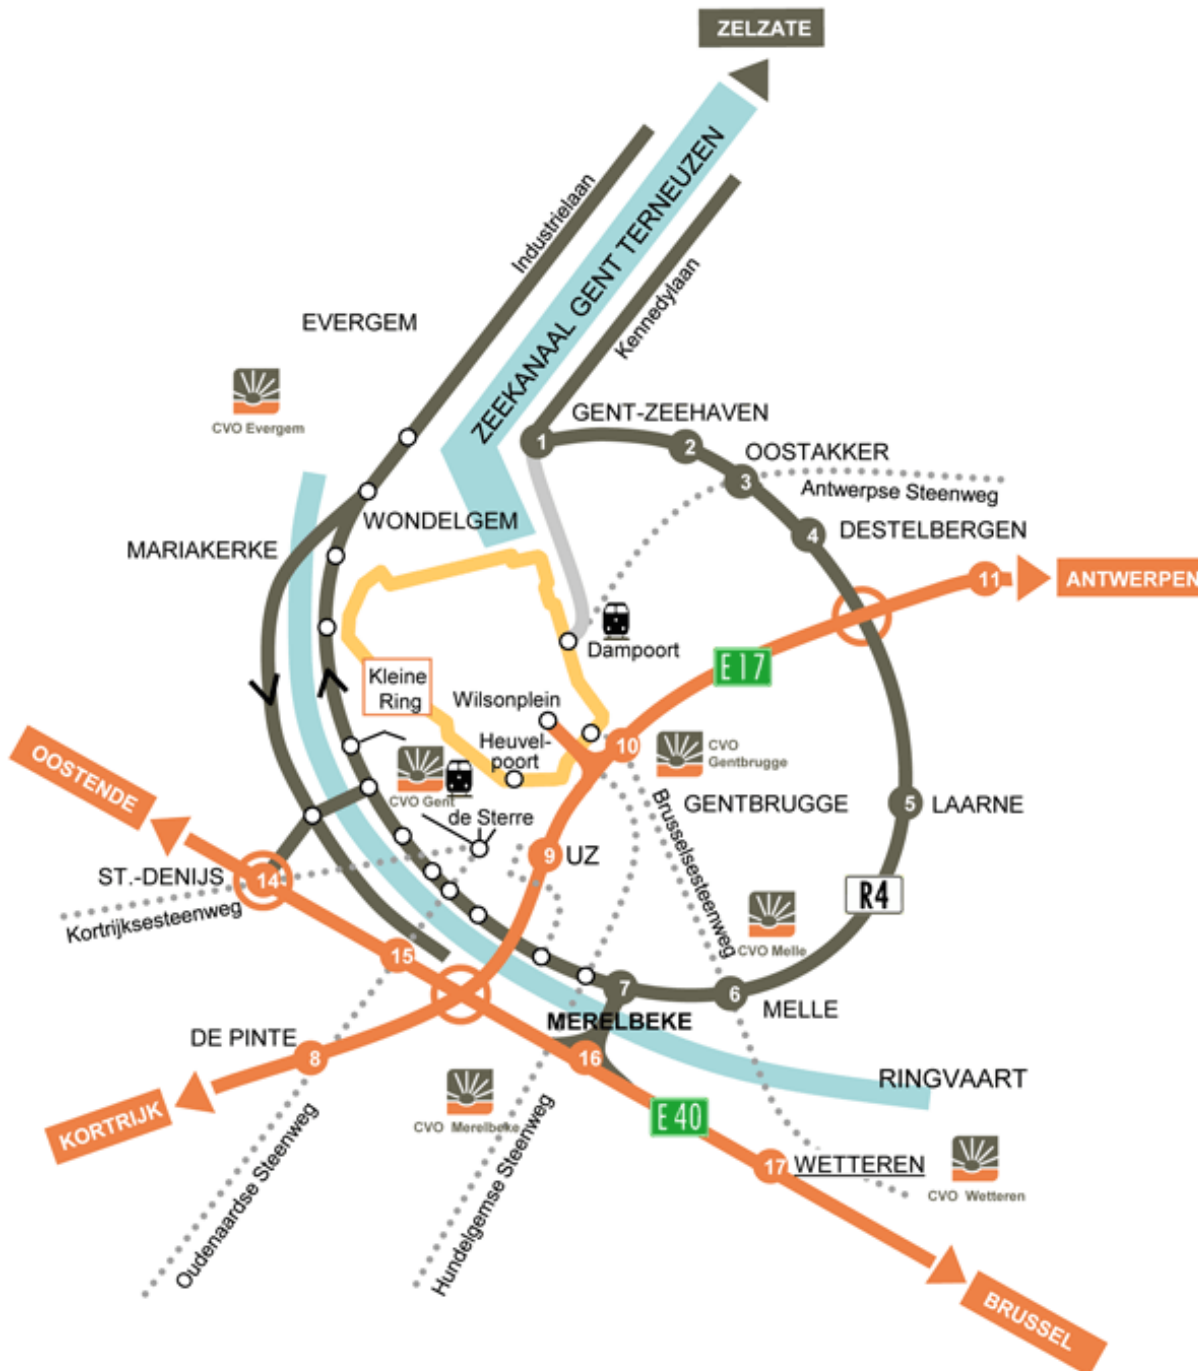 ZELZATE
ZEEKANAAL GENT TERNEUZEN
Industrielaan
Kennedylaan
EVERGEM
CVO Evergem
GENT-ZEEHAVEN
1
2
OOSTAKKER
3
Antwerpse Steenweg
WONDELGEM
4
DESTELBERGEN
MARIAKERKE
11
ANTWERPEN
Dampoort
E17
Kleine
Ring
Wilsonplein
Heuvel-
poort
10
CVO
Gentbrugge
OOSTENDE
CVO Gent
de Sterre
GENTBRUGGE
5
LAARNE
9
UZ
ST.-DENIJS
14
R4
Kortrijksesteenweg
Brusselsesteenweg
CVO Melle
15
7
6
MELLE
MERELBEKE
DE PINTE
8
16
RINGVAART
KORTRIJK
CVO Merelbeke
E40
Oudenaardse Steenweg
Hundelgemse Steenweg
17
WETTEREN
CVO Wetteren
BRUSSEL